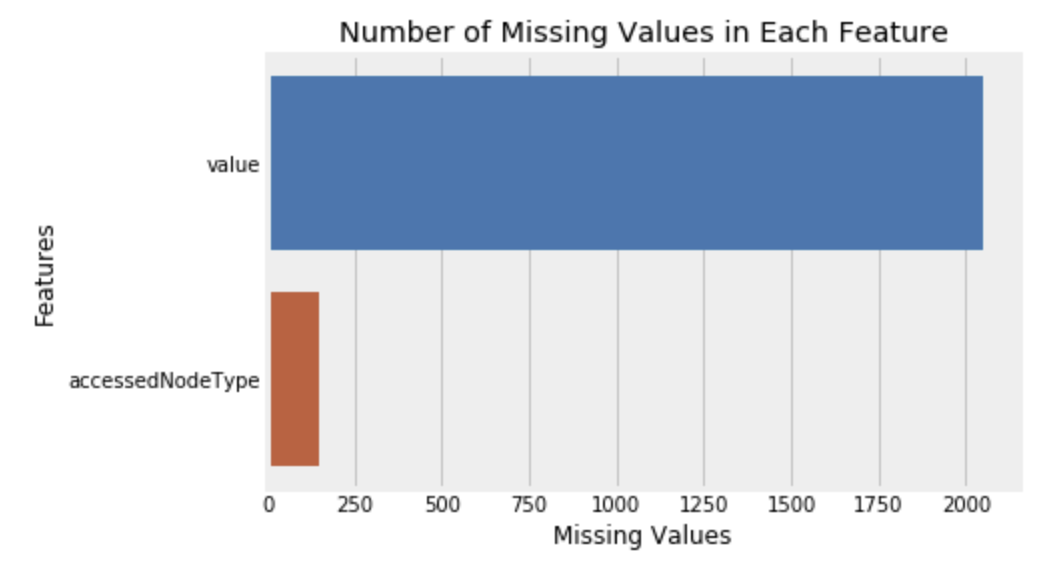 Number of Missing Values in Each Feature
value
Features
accessedNodeType
0 250 500 750 1000 1250 1500 1750 2000
Missing Values